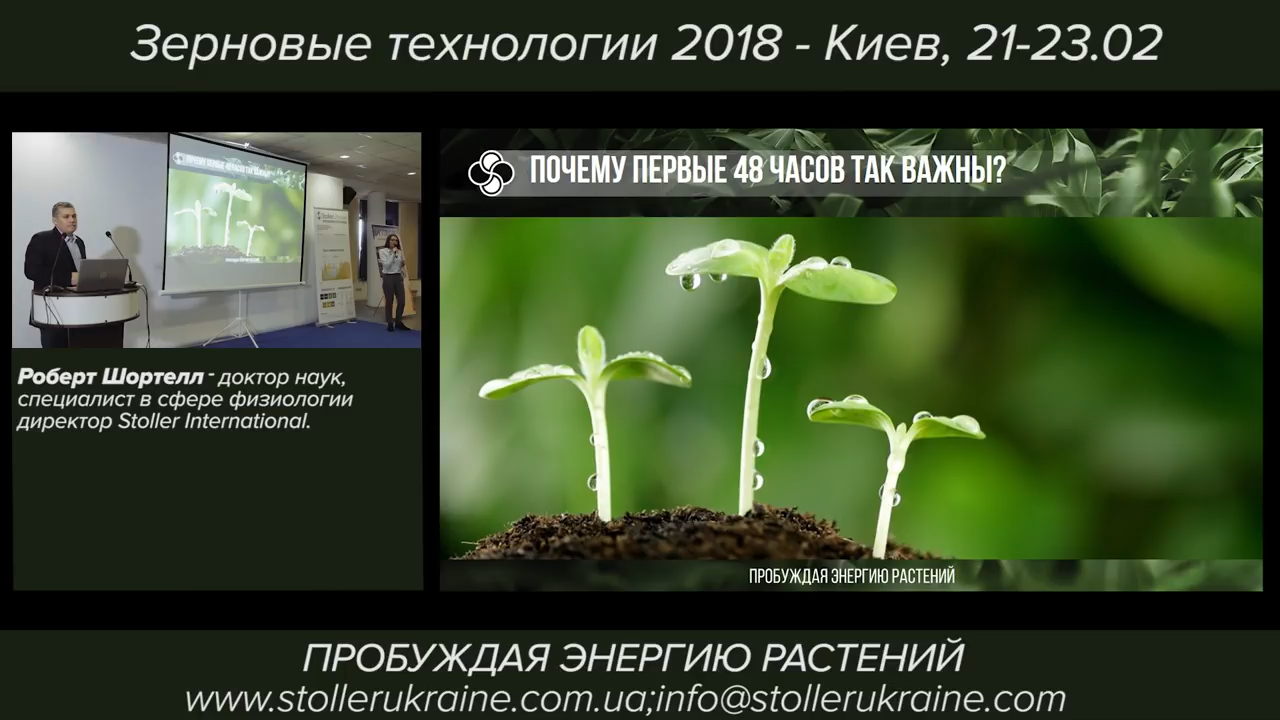 Зерновые технологии 2018 - Киев, 21-23.02
ПОЧЕМУ ПЕРВЫЕ 48 ЧАСОВ ТАК ВАЖНЫ?
Роберт Шортелл - доктор наук,
специалист в сфере физиологии
директор Stoller International.
ПРОБУЖДАЯ ЭНЕРГИЮ РАСТЕНИЙ
ПРОБУЖДАЯ ЭНЕРГИЮ РАСТЕНИЙ
www.stollerukraine.com.ua;info@stollerukraine.com